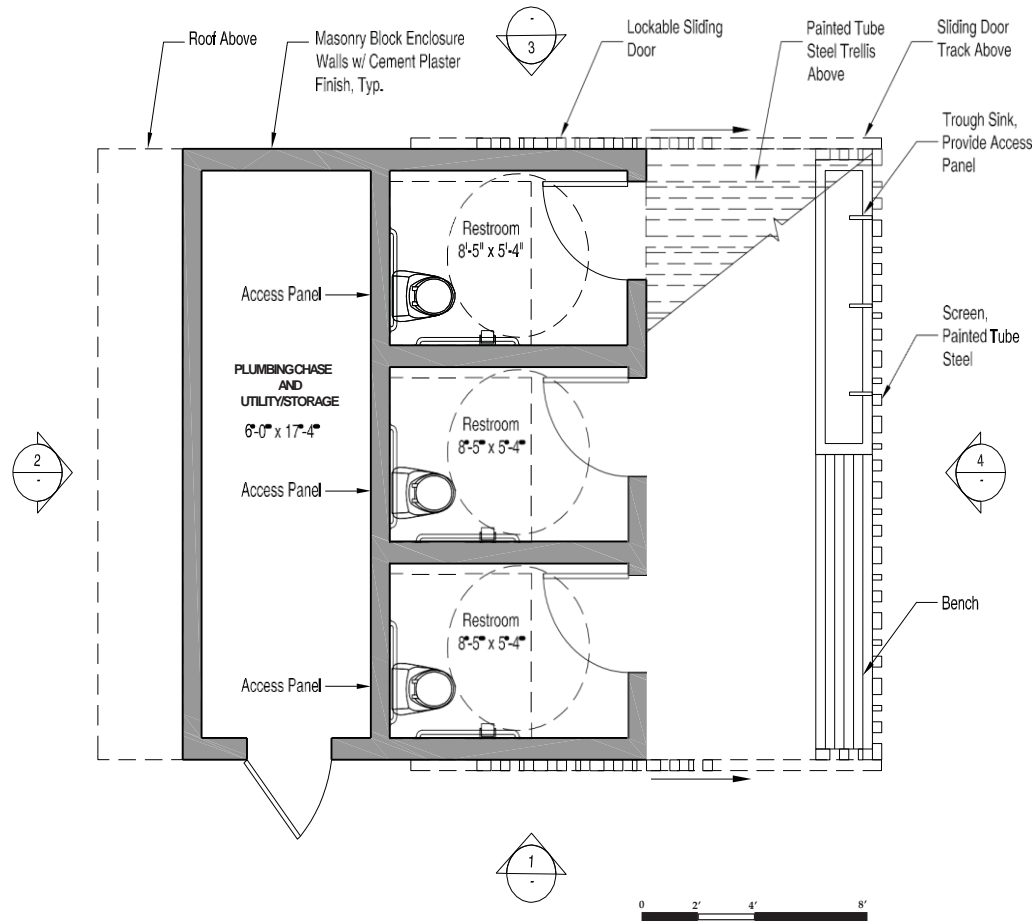 -
3
Roof Above
Masonry Block Enclosure
Walls w/ Cement Plaster
Finish, Typ.
Lockable Sliding
Door
Painted Tube
Steel Trellis
Above
Sliding Door
Track Above
Trough Sink,
Provide Access
Panel
Restroom
8'-5" x 5'-4"
Access Panel
Screen,
Painted Tube
Steel
PLUMBING CHASE
AND
UTILITY/STORAGE
6'-0" x 17'-4"
Restroom
8'-5" x 5'-4"
2
-
4
-
Access Panel
Bench
Restroom
8'-5" x 5'-4"
Access Panel
1
-
0 2' 4' 8'